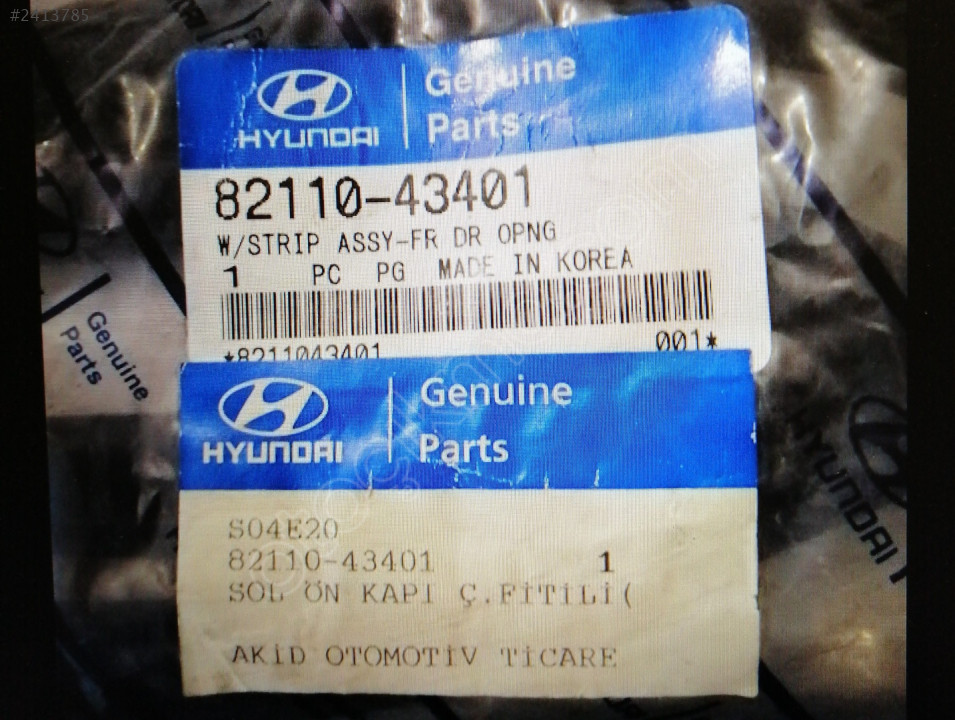 #2413785
Genuine
Parts
HYUNDAI
82110-43401
W/STRIP ASSY-FR DR OPNG
1 PC PG MADE IN KOREA
*8211043401 001*
Genuine
Parts
HYUNDAI
Genuine
Parts
HYUNDAI
S04E20
82110-43401 1
SOL ÖN KAPI Ç.FİTİLİ(
AKİD OTOMOTİV TİCARE